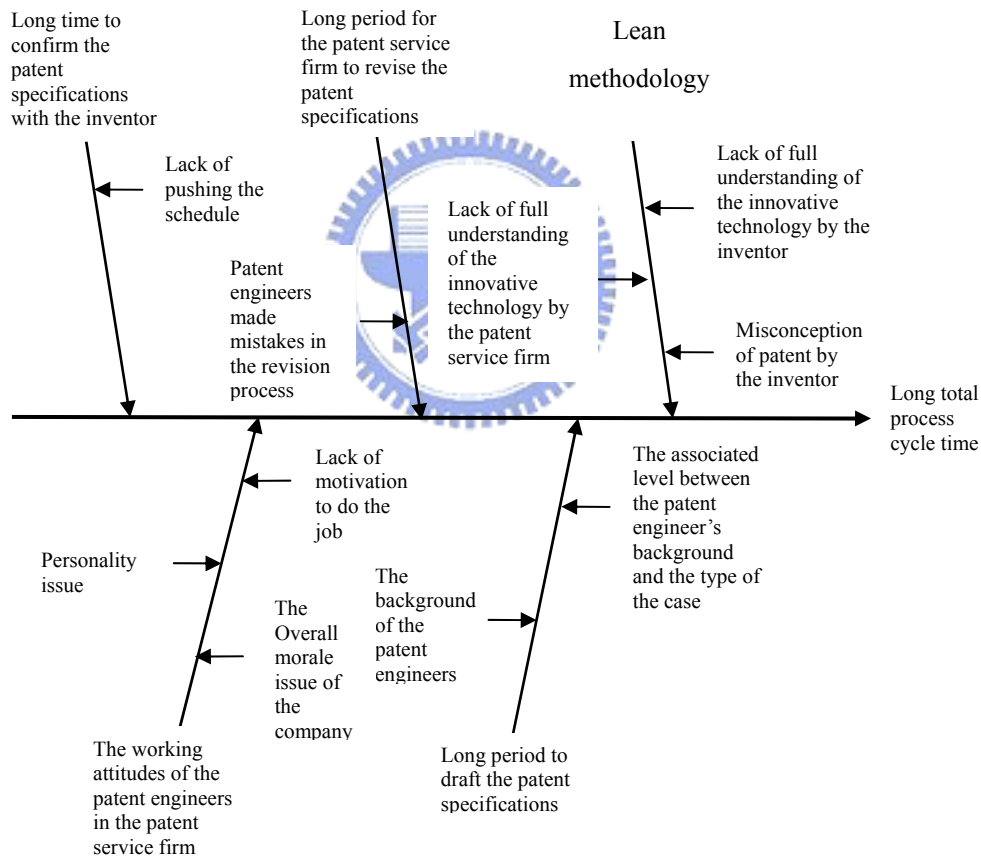 Long time to
confirm the
patent
specifications
with the inventor
Long period for
the patent service
firm to revise the
patent
specifications
Lean
methodology
Lack of
pushing the
schedule
Lack of full
understanding of
the innovative
technology by the
inventor
Lack of full
understanding
of the
innovative
technology by
the patent
service firm
Patent
engineers
made
mistakes in
the revision
process
Misconception
of patent by
the inventor
Long total
process
cycle time
Lack of
motivation
to do the
job
The associated
level between
the patent
engineer’s
background
and the type of
the case
Personality
issue
The
background
of the
patent
engineers
The
Overall
morale
issue of
the
company
The working
attitudes of the
patent engineers
in the patent
service firm
Long period to
draft the patent
specifications